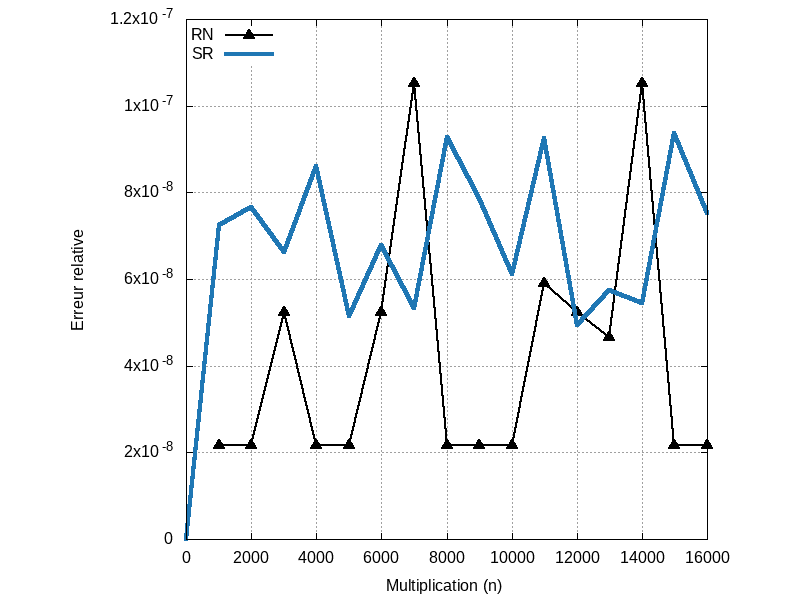 1.2x10⁻⁷
RN
SR
1x10⁻⁷
8x10⁻⁸
6x10⁻⁸
4x10⁻⁸
2x10⁻⁸
0
Erreur relative
0 2000 4000 6000 8000 10000 12000 14000 16000
Multiplication (n)